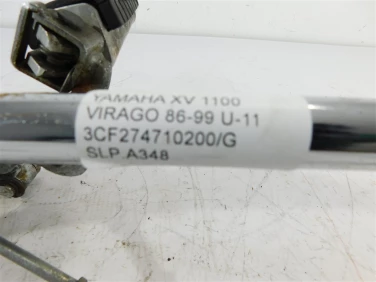 YAMAHA XV 1100
VIRAGO 86-99 U-11
3CF274710200/G
SLP A348